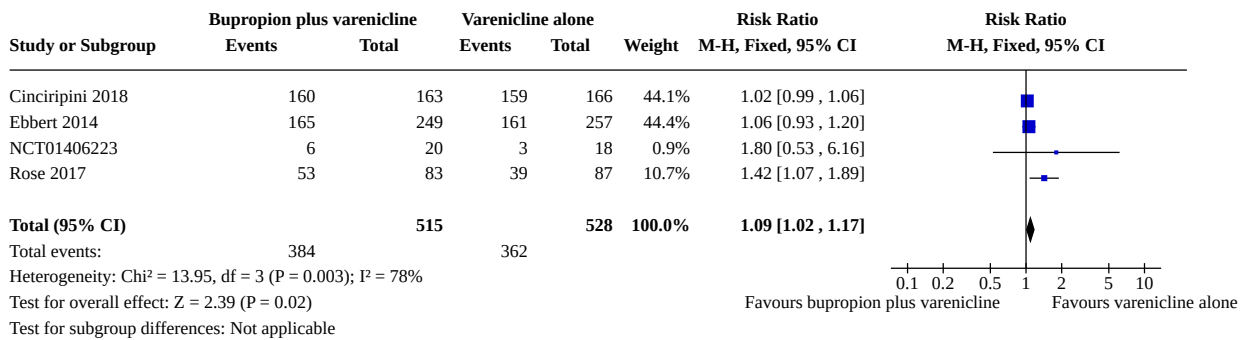 Bupropion plus varenicline Varenicline alone Risk Ratio Risk Ratio
Study or Subgroup Events Total Events Total Weight M-H, Fixed, 95% CI M-H, Fixed, 95% CI
Cinciripini 2018 160 163 159 166 44.1% 1.02 [0.99 , 1.06]
Ebbert 2014 165 249 161 257 44.4% 1.06 [0.93 , 1.20]
NCT01406223 6 20 3 18 0.9% 1.80 [0.53 , 6.16]
Rose 2017 53 83 39 87 10.7% 1.42 [1.07 , 1.89]
Total (95% CI) 515 528 100.0% 1.09 [1.02 , 1.17]
Total events: 384 362
Heterogeneity: Chi² = 13.95, df = 3 (P = 0.003); I² = 78%
0.1 0.2 0.5 1 2 5 10
Test for overall effect: Z = 2.39 (P = 0.02) Favours bupropion plus varenicline Favours varenicline alone
Test for subgroup differences: Not applicable